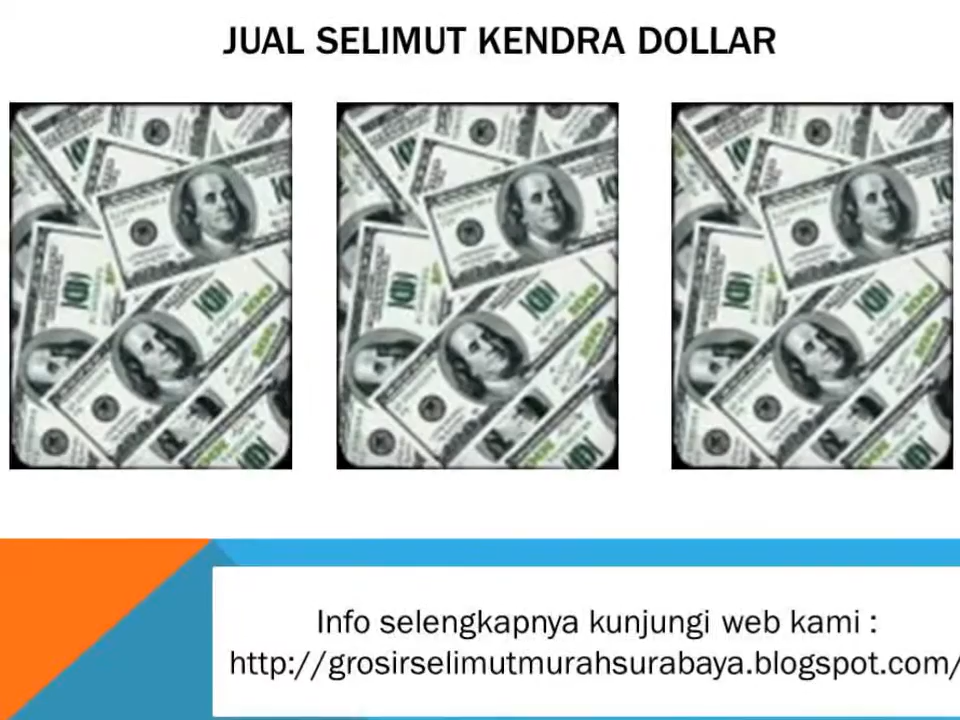 JUAL SELIMUT KENDRA DOLLAR
Info selengkapnya kunjungi web kami :
http://grosirselimutmurahsurabaya.blogspot.com/